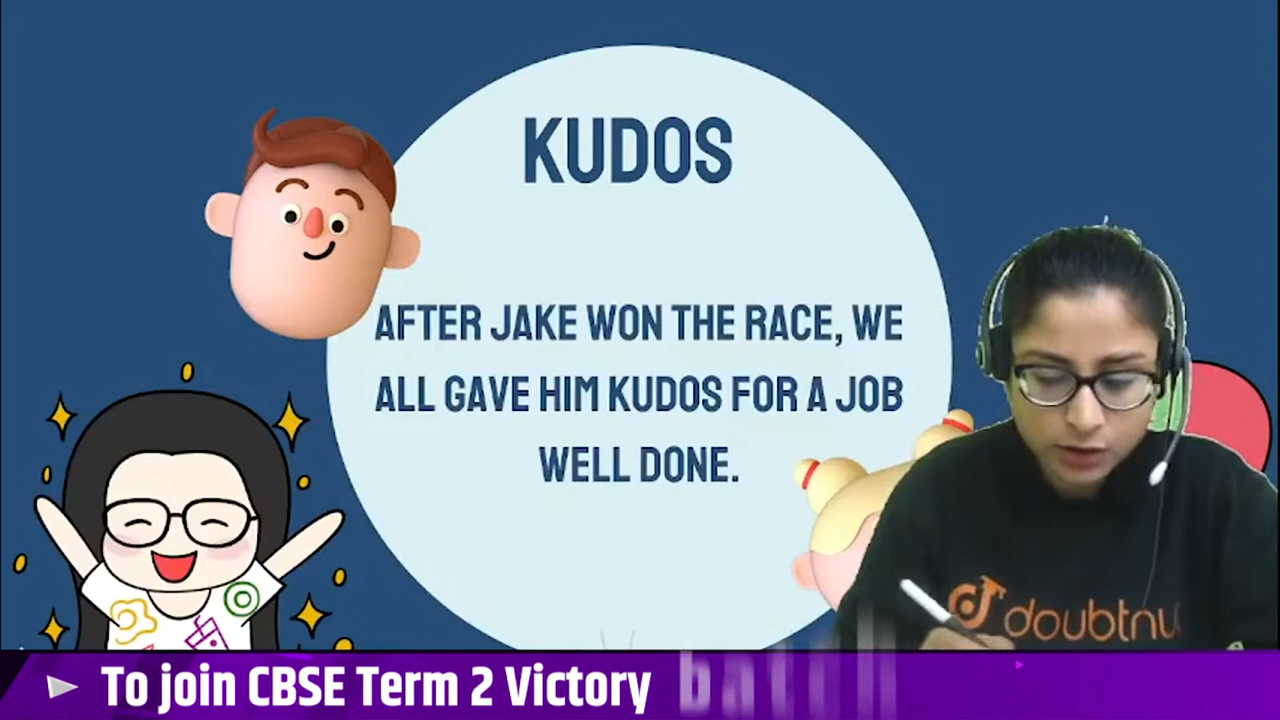 KUDOS
AFTER JAKE WON THE RACE, WE
ALL GAVE HIM KUDOS FOR A JOB
WELL DONE.
doubtnu
To join CBSE Term 2 Victory batch